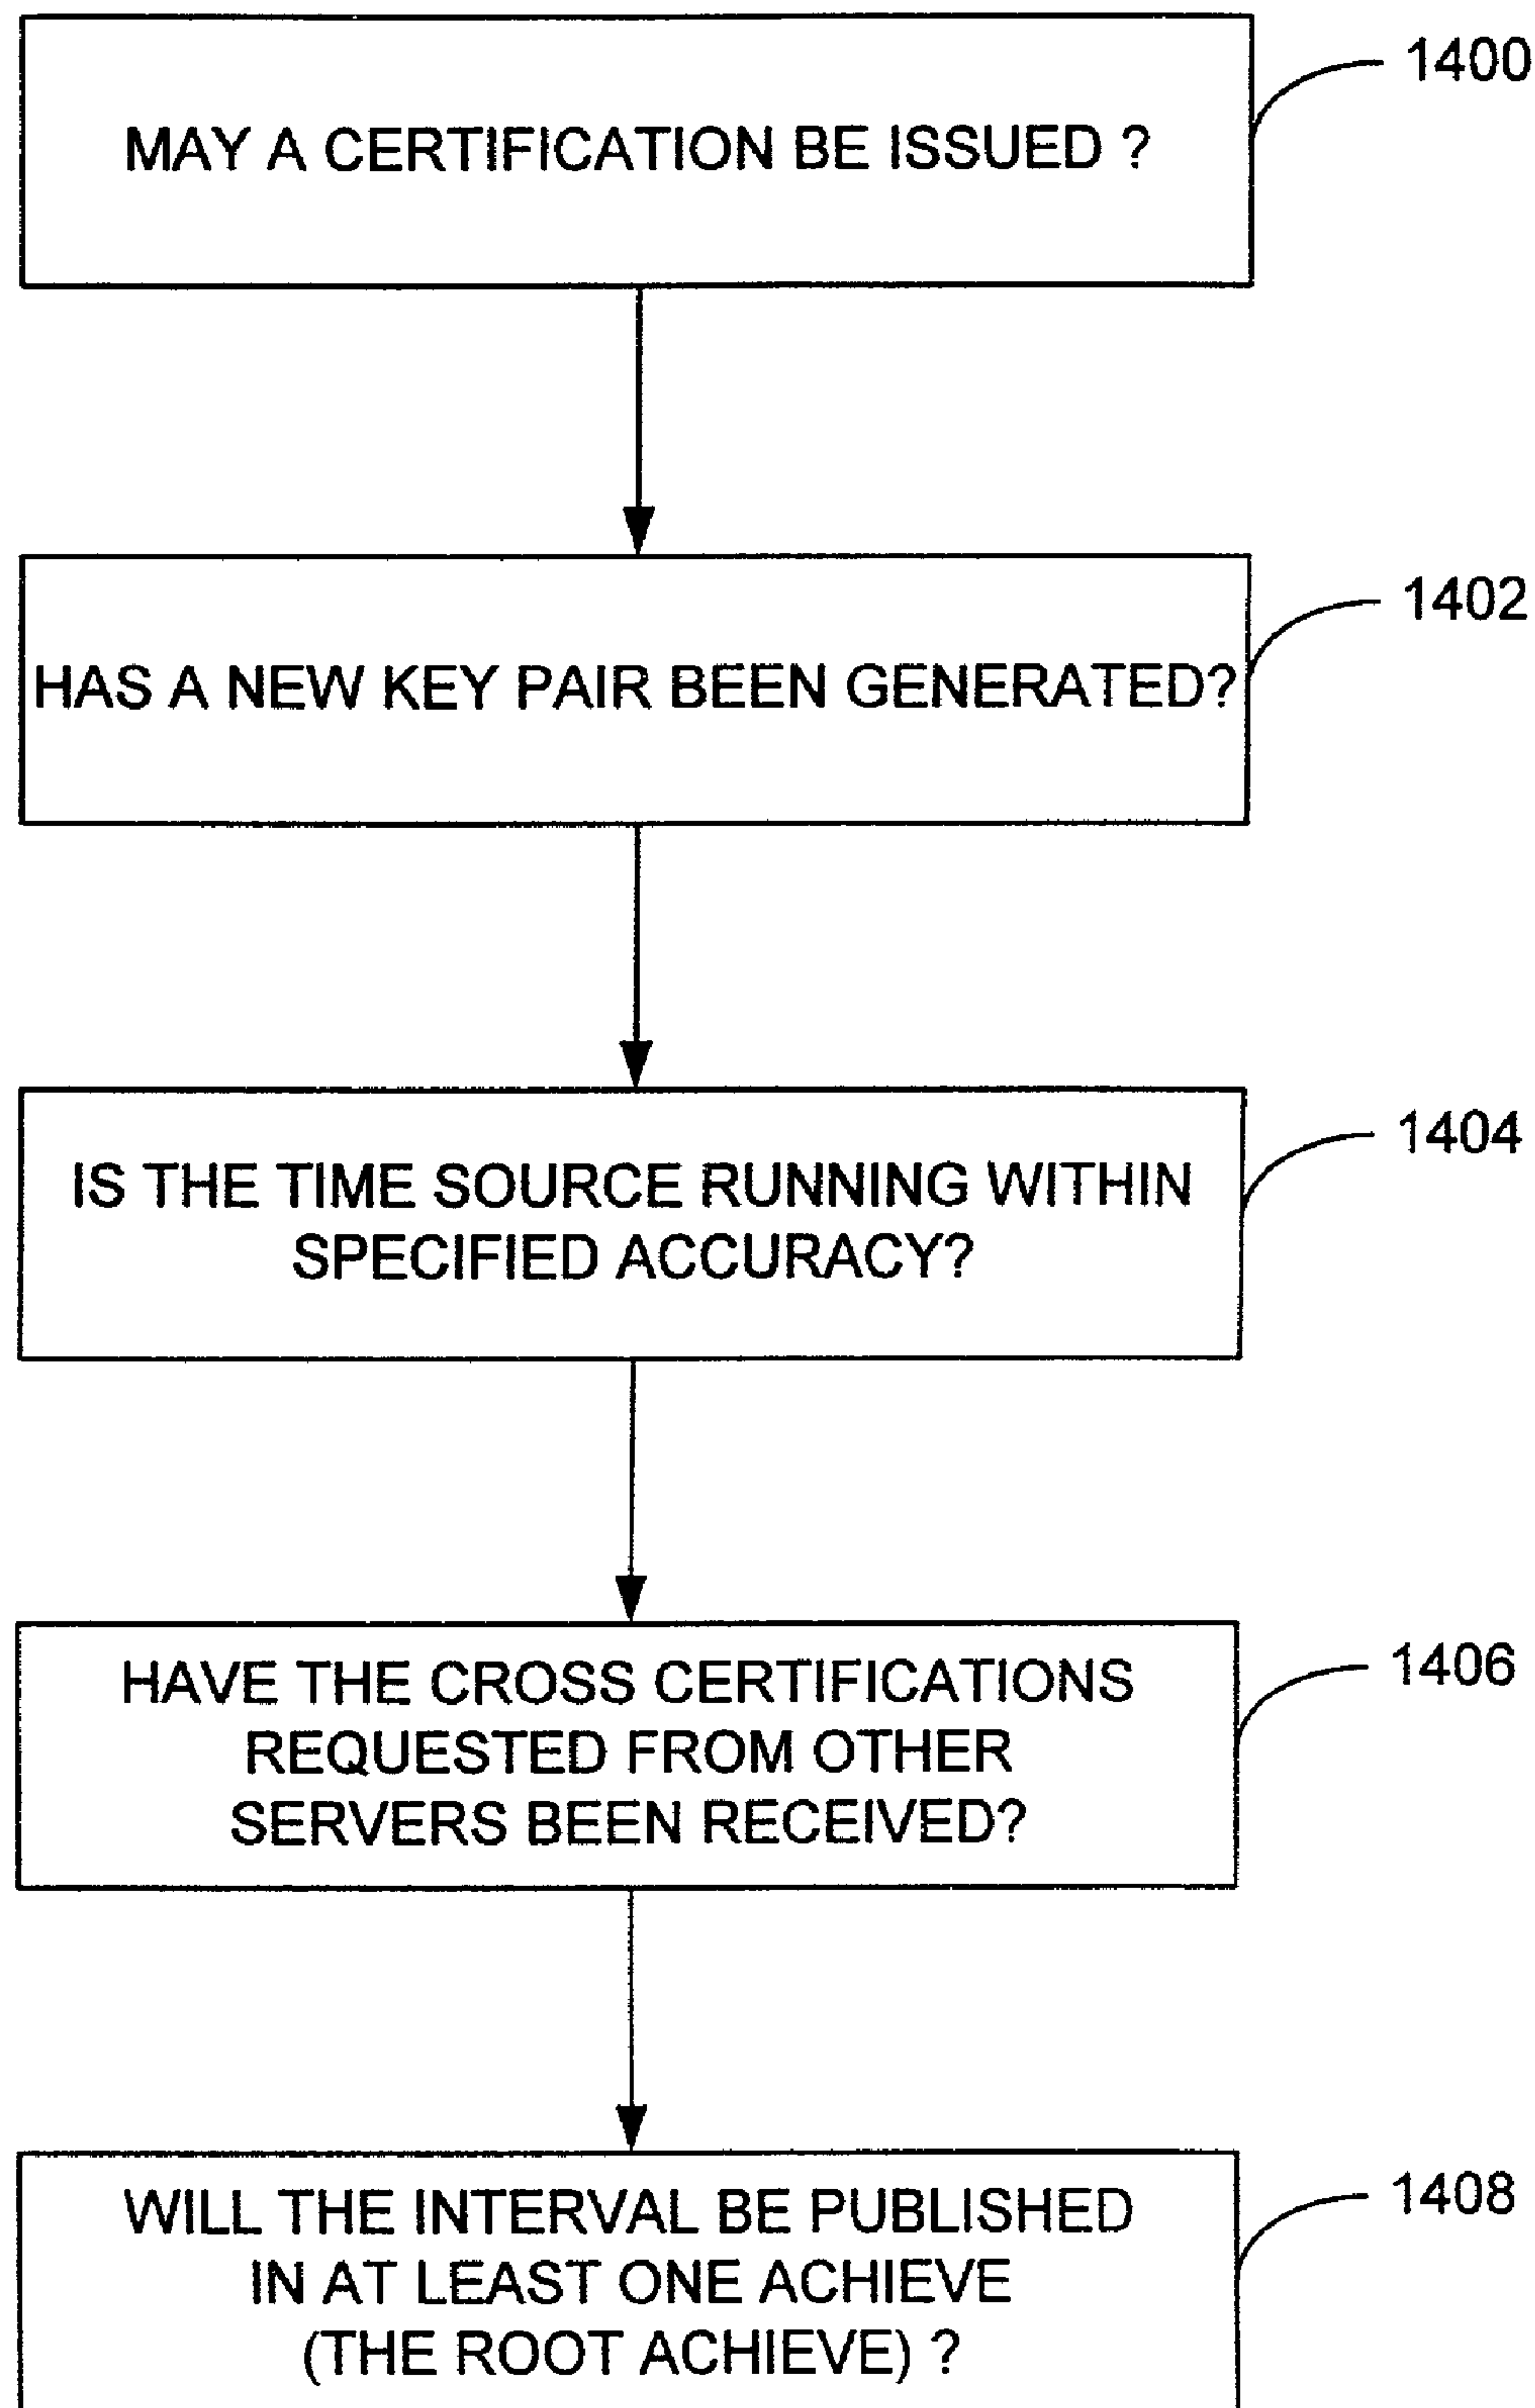 MAY A CERTIFICATION BE ISSUED ?
1400
HAS A NEW KEY PAIR BEEN GENERATED?
1402
IS THE TIME SOURCE RUNNING WITHIN
SPECIFIED ACCURACY?
1404
HAVE THE CROSS CERTIFICATIONS
REQUESTED FROM OTHER
SERVERS BEEN RECEIVED?
1406
WILL THE INTERVAL BE PUBLISHED
IN AT LEAST ONE ACHIEVE
(THE ROOT ACHIEVE) ?
1408